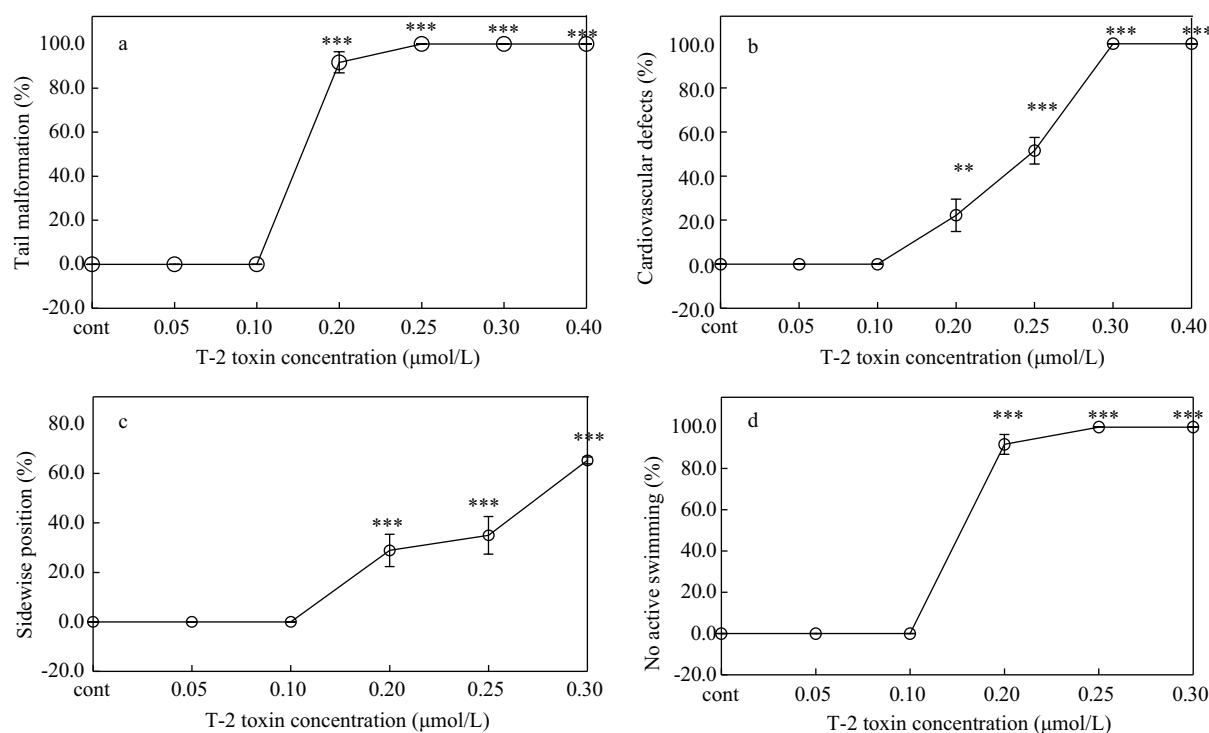 a
Tail malformation (%)
100.0
80.0
60.0
40.0
20.0
0.0
-20.0
*** *** *** ***
cont 0.05 0.10 0.20 0.25 0.30 0.40
T-2 toxin concentration (μmol/L)
b
Cardiovascular defects (%)
100.0
80.0
60.0
40.0
20.0
0.0
-20.0
** *** *** ***
cont 0.05 0.10 0.20 0.25 0.30 0.40
T-2 toxin concentration (μmol/L)
c
Sidewise position (%)
80.0
60.0
40.0
20.0
0.0
-20.0
*** *** ***
cont 0.05 0.10 0.20 0.25 0.30
T-2 toxin concentration (μmol/L)
d
No active swimming (%)
100.0
80.0
60.0
40.0
20.0
0.0
-20.0
*** *** ***
cont 0.05 0.10 0.20 0.25 0.30
T-2 toxin concentration (μmol/L)